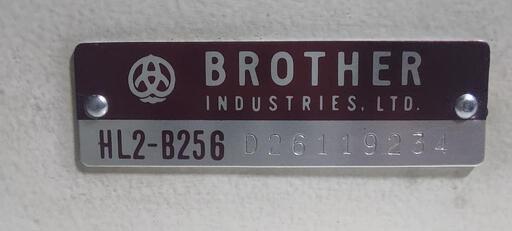 BROTHER
INDUSTRIES, LTD.
HL2-B256 D26119234